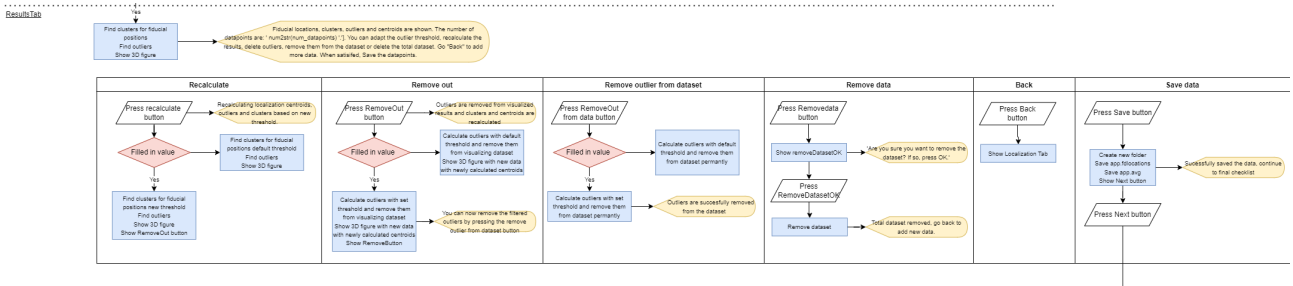 Yes
ResultsTab
Find clusters for fiducial
positions
Find outliers
Show 3D figure
Fiducial locations, clusters, outliers and centroids are shown. The number of
datapoints are: ' num2str(num_datapoints) '.']. You can adapt the outlier threshold, recalculate the
results, delete outliers, remove them from the dataset or delete the total dataset. Go "Back" to add
more data. When satisifed, Save the datapoints.
Recalculate
Press recalculate
button
Recalculating localization centroids,
outliers and clusters based on new
threshold.
Filled in value
Find clusters for fiducial
positions default threshold
Find outliers
Show 3D figure
Yes
Find clusters for fiducial
positions new threshold
Find outliers
Show 3D figure
Show RemoveOut button
Remove out
Press RemoveOut
button
Outliers are removed from visualized
results and clusters and centroids are
recalculated
Filled in value
Calculate outliers with default
threshold and remove them
from visualizing dataset
Show 3D figure with new data
with newly calculated centroids
Yes
Calculate outliers with set
threshold and remove them
from visualizing dataset
Show 3D figure with new data
with newly calculated centroids
Show RemoveButton
You can now remove the filtered
outliers by pressing the remove
outlier from dataset button
Remove outlier from dataset
Press RemoveOut
from data button
Filled in value
Calculate outliers with default
threshold and remove them
from dataset permantly
Yes
Calculate outliers with set
threshold and remove them
from dataset permantly
Outliers are succesfully removed
from the dataset
Remove data
Press Removedata
button
Show removeDatasetOK
'Are you sure you want to remove the
dataset? If so, press OK.'
Press
RemoveDatasetOK
Remove dataset
Total dataset removed, go back to
add new data.
Back
Press Back
button
Show Localization Tab
Save data
Press Save button
Create new folder
Save app.fidlocations
Save app.avg
Show Next button
Sucessfully saved the data, continue
to final checklist
Press Next button